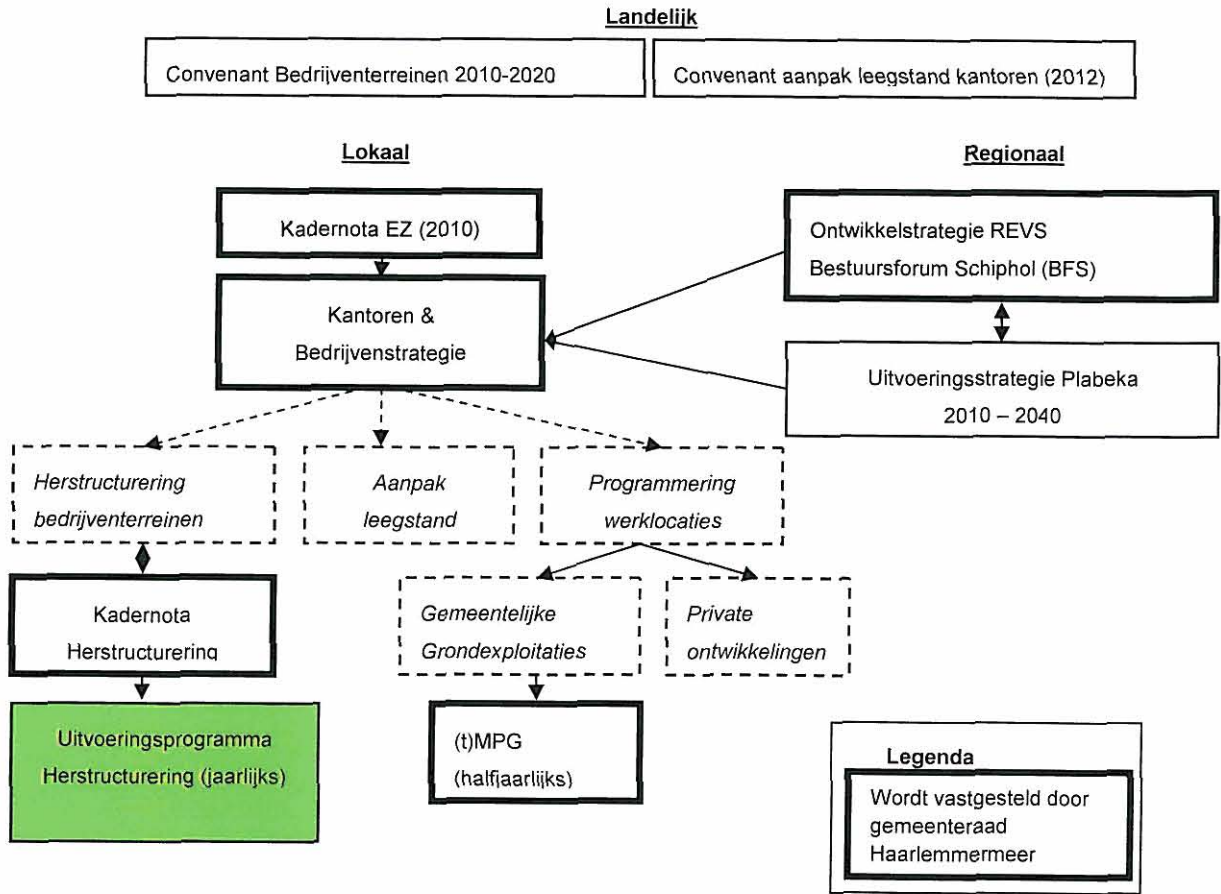 Landelijk
Convenant Bedrijventerreinen 2010-2020
Convenant aanpak leegstand kantoren (2012)
Lokaal
Regionaal
Kadernota EZ (2010)
Ontwikkelstrategie REVS
Bestuursforum Schiphol (BFS)
Kantoren &
Bedrijvenstrategie
Uitvoeringsstrategie Plabeka
2010 – 2040
Herstructurering
bedrijventerreinen
Aanpak
leegstand
Programmering
werklocaties
Kadernota
Herstructurering
Gemeentelijke
Grondexploitaties
Private
ontwikkelingen
Uitvoeringsprogramma
Herstructurering (jaarlijks)
(t)MPG
(halfjaarlijks)
Legenda
Wordt vastgesteld door
gemeenteraad
Haarlemmermeer